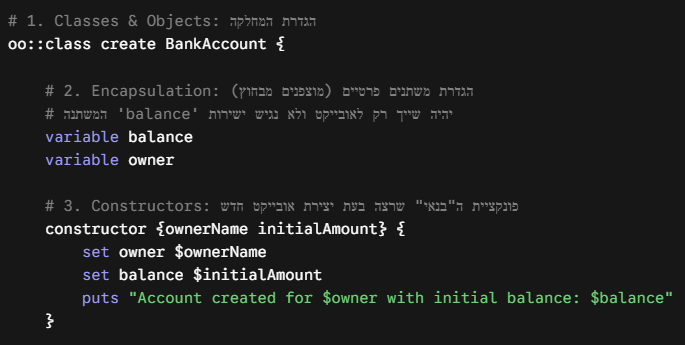 # 1. Classes & Objects: הגדרת המחלקה
oo::class create BankAccount {
# 2. Encapsulation: הגדרת משתנים פרטיים (מוצפנים מבחוץ)
# המשתנה 'balance' יהיה שייך רק לאובייקט ולא נגיש ישירות
variable balance
variable owner
# 3. Constructors: פונקציית ה"בנאי" שרצה בעת יצירת אובייקט חדש
constructor {ownerName initialAmount} {
set owner $ownerName
set balance $initialAmount
puts "Account created for $owner with initial balance: $balance"
}